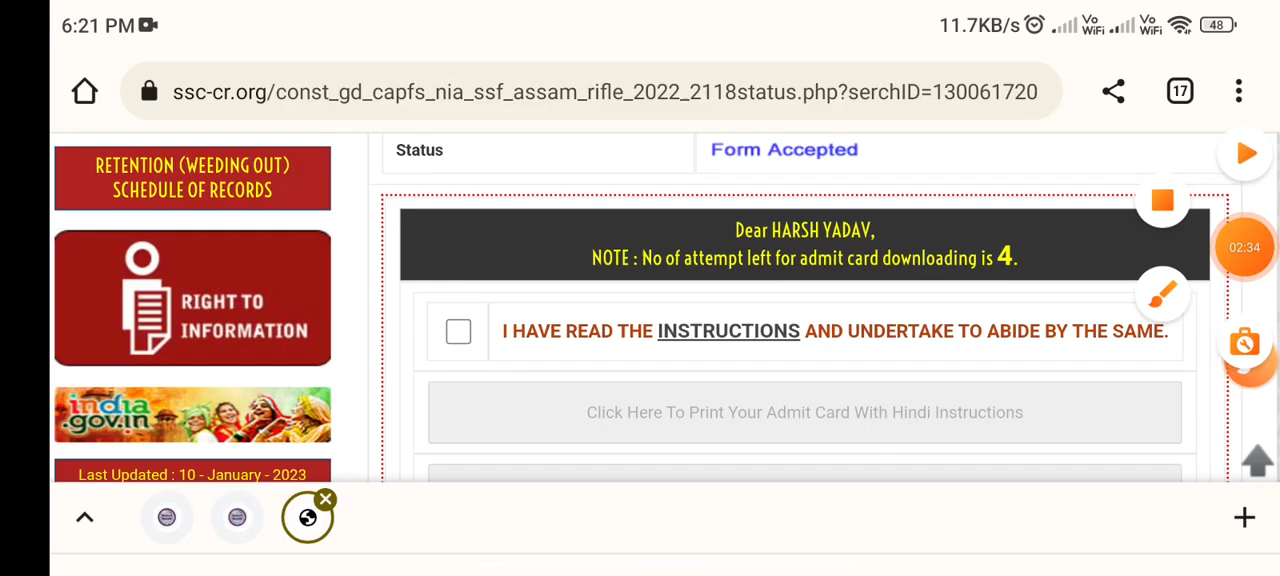 6:21 PM
11.7KB/s Vo WiFi Vo WiFi 48
ssc-cr.org/const_gd_capfs_nia_ssf_assam_rifle_2022_2118status.php?serchID=130061720
17
RETENTION (WEEDING OUT)
SCHEDULE OF RECORDS
Status
Form Accepted
Dear HARSH YADAV,
NOTE : No of attempt left for admit card downloading is 4.
02:34
RIGHT TO
INFORMATION
I HAVE READ THE INSTRUCTIONS AND UNDERTAKE TO ABIDE BY THE SAME.
Click Here To Print Your Admit Card With Hindi Instructions
india
.gov.in
Last Updated : 10 - January - 2023